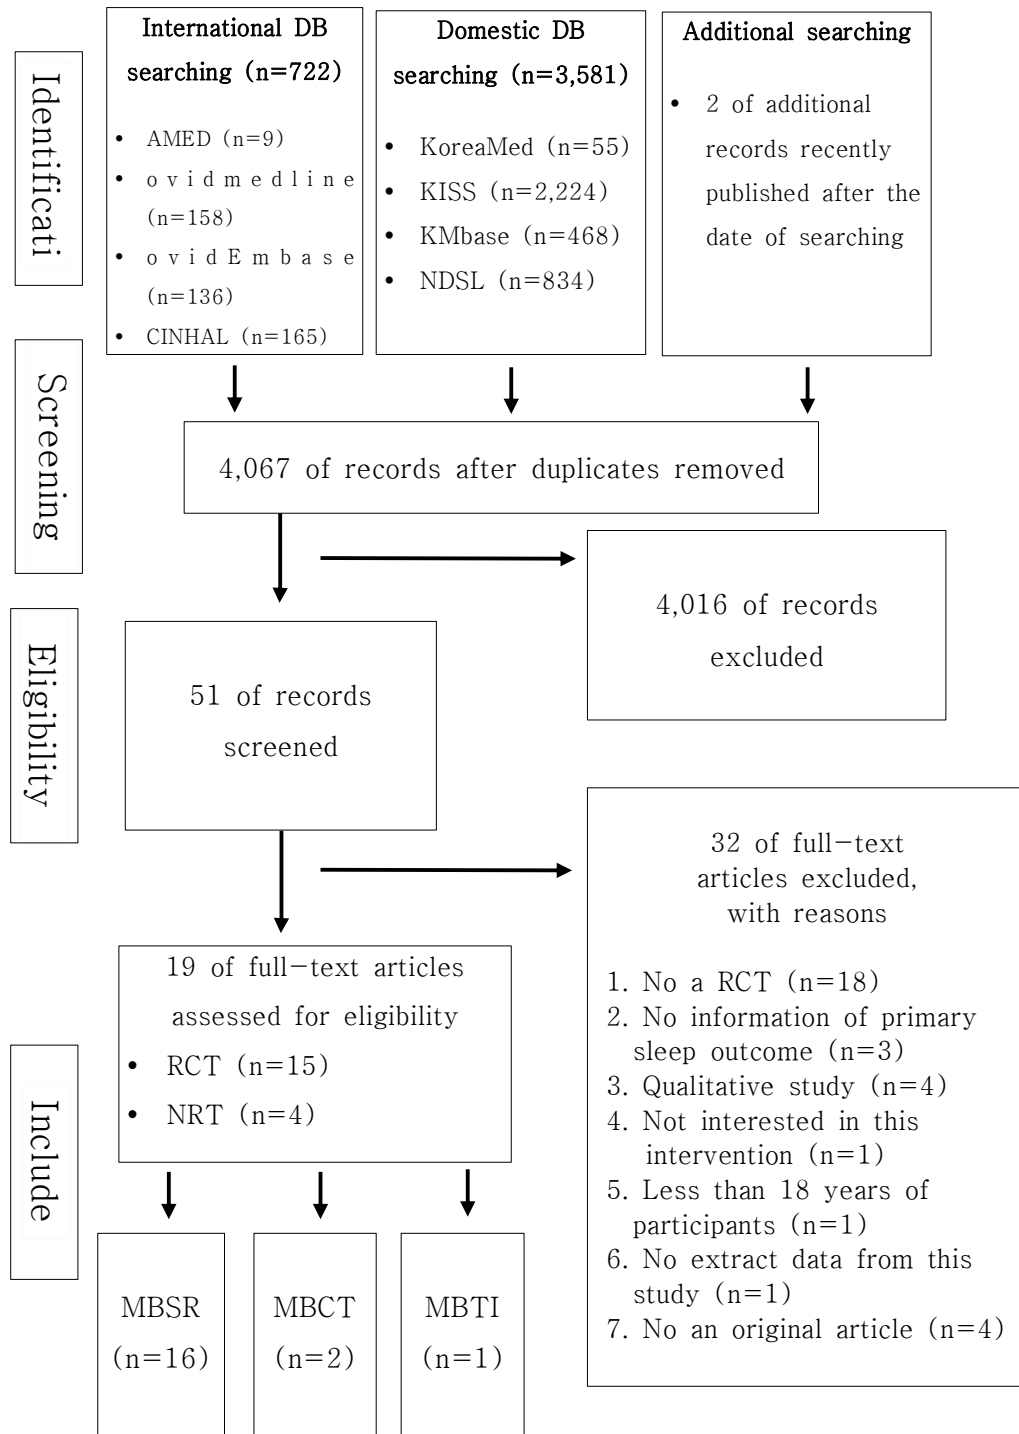 Identificati
International DB
searching (n=722)
• AMED (n=9)
• ovidmedline
(n=158)
• ovidEmbase
(n=136)
• CINHAL (n=165)
Domestic DB
searching (n=3,581)
• KoreaMed (n=55)
• KISS (n=2,224)
• KMbase (n=468)
• NDSL (n=834)
Additional searching
• 2 of additional
records recently
published after the
date of searching
Screening
4,067 of records after duplicates removed
4,016 of records
excluded
Eligibility
51 of records
screened
32 of full-text
articles excluded,
with reasons
1. No a RCT (n=18)
2. No information of primary
sleep outcome (n=3)
3. Qualitative study (n=4)
4. Not interested in this
intervention (n=1)
5. Less than 18 years of
participants (n=1)
6. No extract data from this
study (n=1)
7. No an original article (n=4)
19 of full-text articles
assessed for eligibility
• RCT (n=15)
• NRT (n=4)
Include
MBSR
(n=16)
MBCT
(n=2)
MBTI
(n=1)